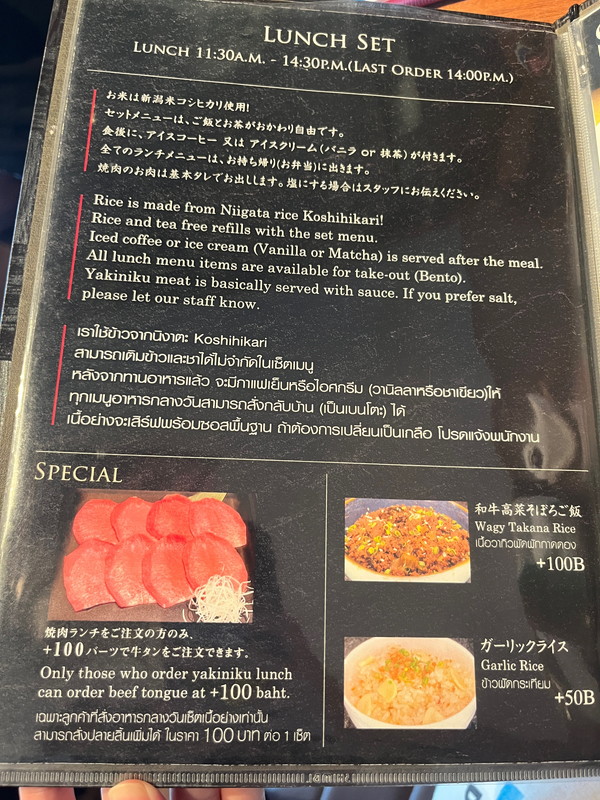 LUNCH SET
LUNCH 11:30A.M. - 14:30P.M.(LAST ORDER 14:00P.M.)
お米は新潟米コシヒカリ使用!
セットメニューは、ご飯とお茶がおかわり自由です。
食後に、アイスコーヒー 又は アイスクリーム（バニラ or 抹茶）が付きます。
全てのランチメニューは、お持ち帰り(お弁当)に出きます。
焼肉のお肉は基本タレでお出しします。塩にする場合はスタッフにお伝えください。
Rice is made from Niigata rice Koshihikari!
Rice and tea free refills with the set menu.
Iced coffee or ice cream (Vanilla or Matcha) is served after the meal.
All lunch menu items are available for take-out (Bento).
Yakiniku meat is basically served with sauce. If you prefer salt,
please let our staff know.
เราใช้ข้าวจากนิงาตะ Koshihikari
สามารถเติมข้าวและชาได้ไม่จำกัดในเซ็ตเมนู
หลังจากทานอาหารแล้ว จะมีกาแฟเย็นหรือไอศกรีม (วานิลลาหรือชาเขียว)ให้
ทุกเมนูอาหารกลางวันสามารถสั่งกลับบ้าน (เป็นเบนโตะ) ได้
เนื้อย่างจะเสิร์ฟพร้อมซอสพื้นฐาน ถ้าต้องการเปลี่ยนเป็นเกลือ โปรดแจ้งพนักงาน
SPECIAL
焼肉ランチをご注文の方のみ、
+100バーツで牛タンをご注文できます。
Only those who order yakiniku lunch
can order beef tongue at +100 baht.
เฉพาะลูกค้าที่สั่งอาหารกลางวันเซ็ตเนื้อย่างเท่านั้น
สามารถสั่งปลายลิ้นเพิ่มได้ ในราคา 100 บาท ต่อ 1 เซ็ต
和牛高菜そぼろご飯
Wagy Takana Rice
เนื้อวากิวผัดผักกาดดอง
+100B
ガーリックライス
Garlic Rice
ข้าวผัดกระเทียม
+50B